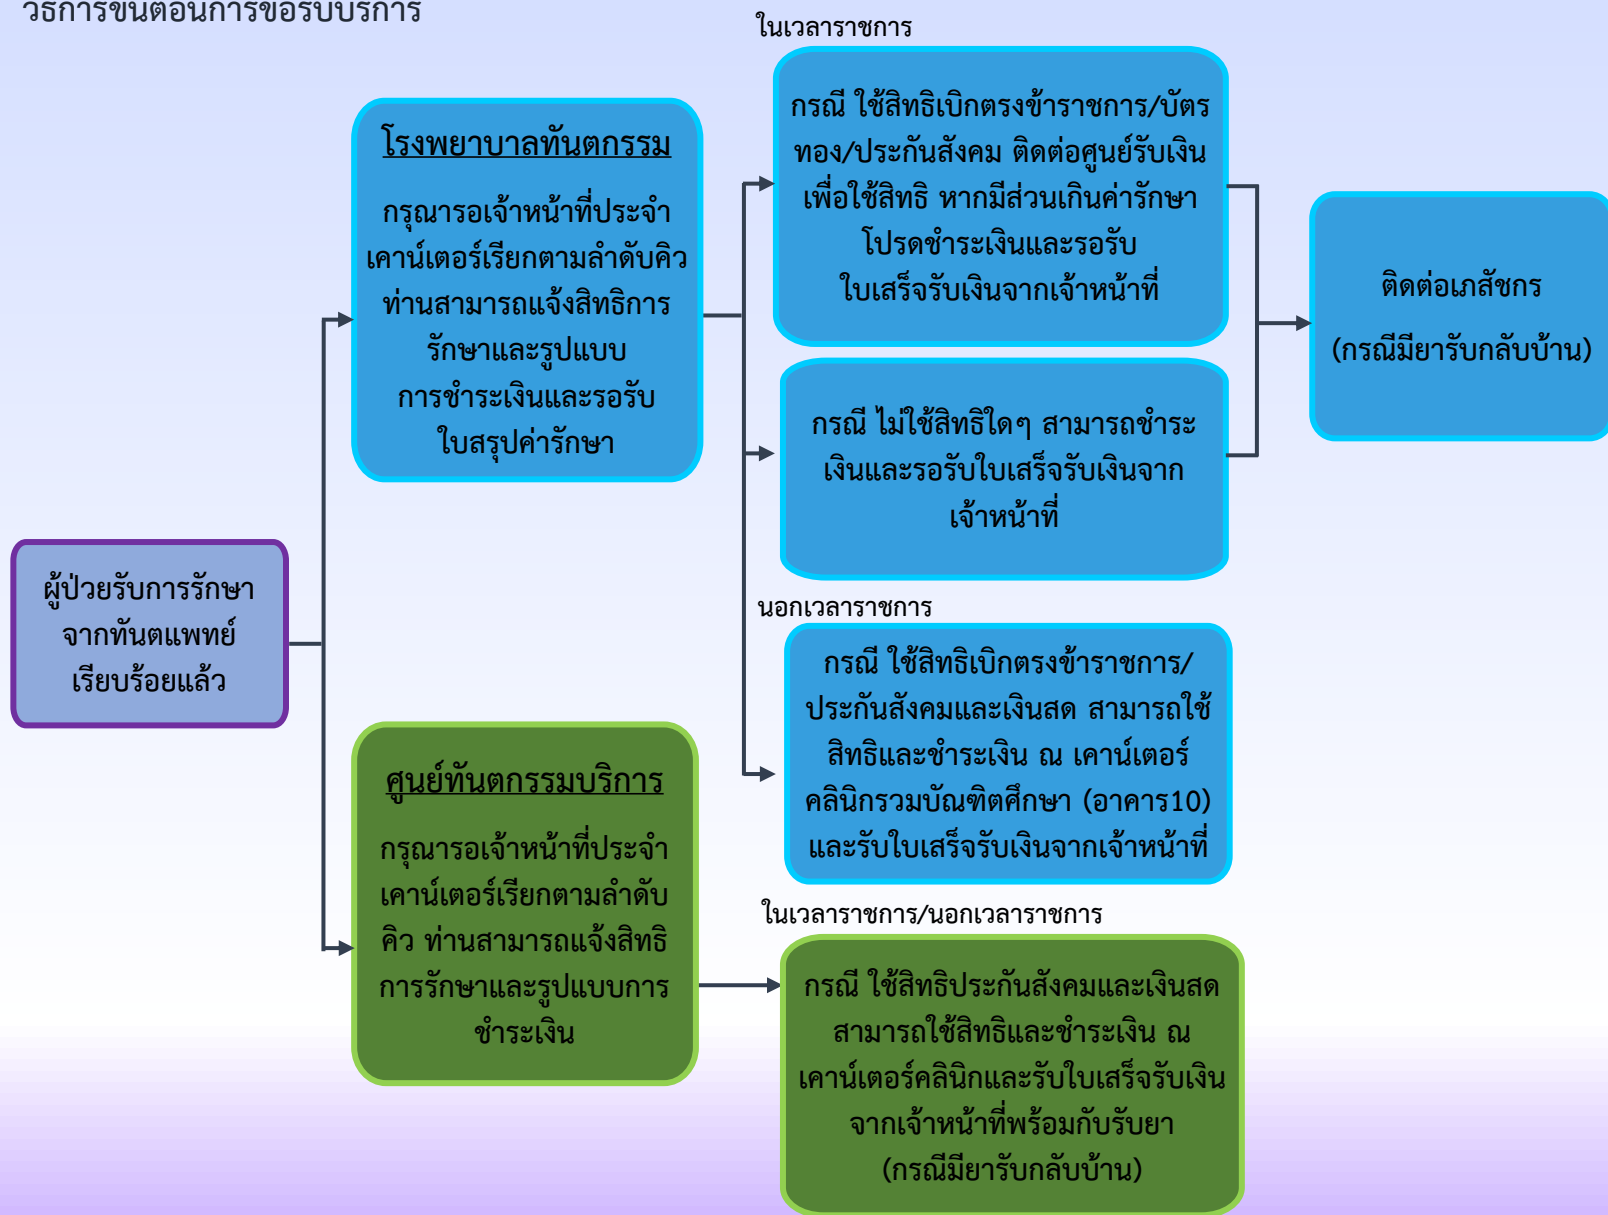 วิธีการขั้นตอนการขอรับบริการ
ผู้ป่วยรับการรักษา
จากทันตแพทย์
เรียบร้อยแล้ว
โรงพยาบาลทันตกรรม
กรุณารอเจ้าหน้าที่ประจำ
เคาน์เตอร์เรียกตามลำดับคิว
ท่านสามารถแจ้งสิทธิการ
รักษาและรูปแบบ
การชำระเงินและรอรับ
ใบสรุปค่ารักษา
ในเวลาราชการ
กรณี ใช้สิทธิเบิกตรงข้าราชการ/บัตร
ทอง/ประกันสังคม ติดต่อศูนย์รับเงิน
เพื่อใช้สิทธิ หากมีส่วนเกินค่ารักษา
โปรดชำระเงินและรอรับ
ใบเสร็จรับเงินจากเจ้าหน้าที่
กรณี ไม่ใช้สิทธิใดๆ สามารถชำระ
เงินและรอรับใบเสร็จรับเงินจาก
เจ้าหน้าที่
ติดต่อเภสัชกร
(กรณีมียารับกลับบ้าน)
นอกเวลาราชการ
กรณี ใช้สิทธิเบิกตรงข้าราชการ/
ประกันสังคมและเงินสด สามารถใช้
สิทธิและชำระเงิน ณ เคาน์เตอร์
คลินิกรวมบัณฑิตศึกษา (อาคาร10)
และรับใบเสร็จรับเงินจากเจ้าหน้าที่
ศูนย์ทันตกรรมบริการ
กรุณารอเจ้าหน้าที่ประจำ
เคาน์เตอร์เรียกตามลำดับ
คิว ท่านสามารถแจ้งสิทธิ
การรักษาและรูปแบบการ
ชำระเงิน
ในเวลาราชการ/นอกเวลาราชการ
กรณี ใช้สิทธิประกันสังคมและเงินสด
สามารถใช้สิทธิและชำระเงิน ณ
เคาน์เตอร์คลินิกและรับใบเสร็จรับเงิน
จากเจ้าหน้าที่พร้อมกับรับยา
(กรณีมียารับกลับบ้าน)